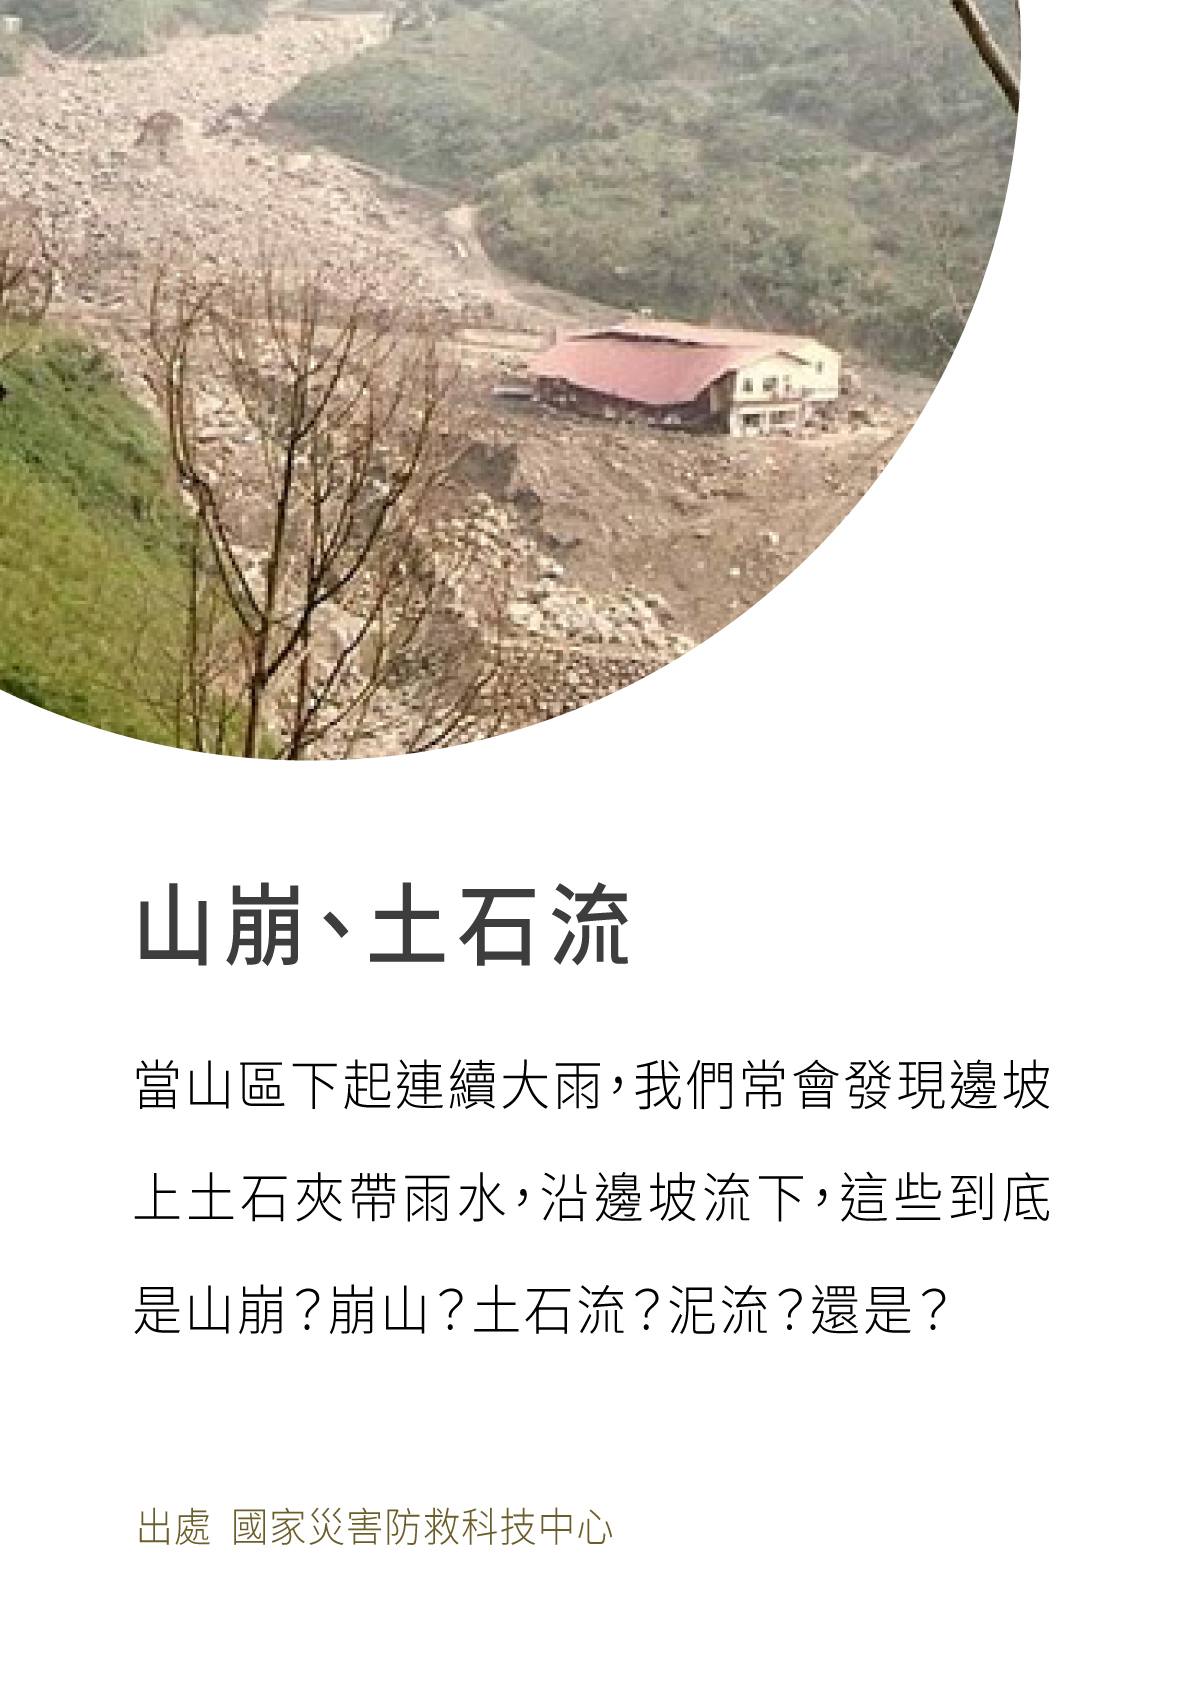 山崩、土石流
當山區下起連續大雨，我們常會發現邊坡
上土石夾帶雨水，沿邊坡流下，這些到底
是山崩？崩山？土石流？泥流？還是？
出處 國家災害防救科技中心